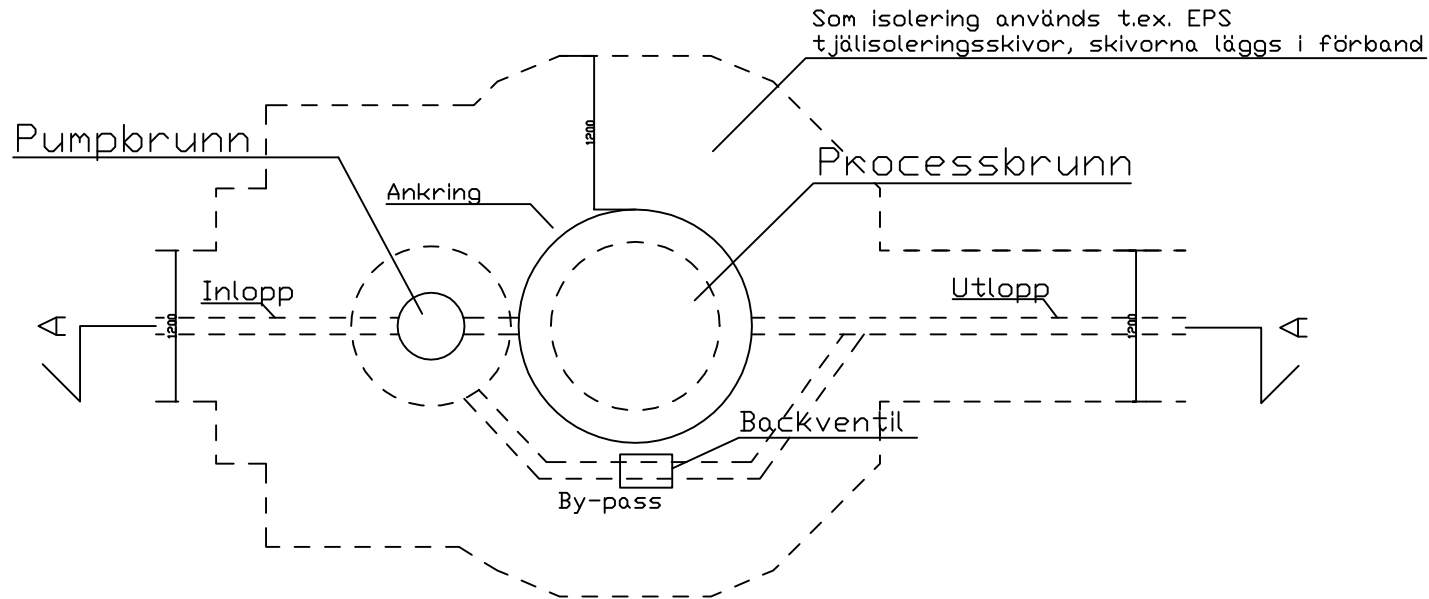 Som isolering används t.ex. EPS
tjälisoleringsskivor, skivorna läggs i förband
Pumpbrunn
1200
Processbrunn
Ankring
Inlopp
Utlopp
A
1200
1200
A
Backventil
By-pass